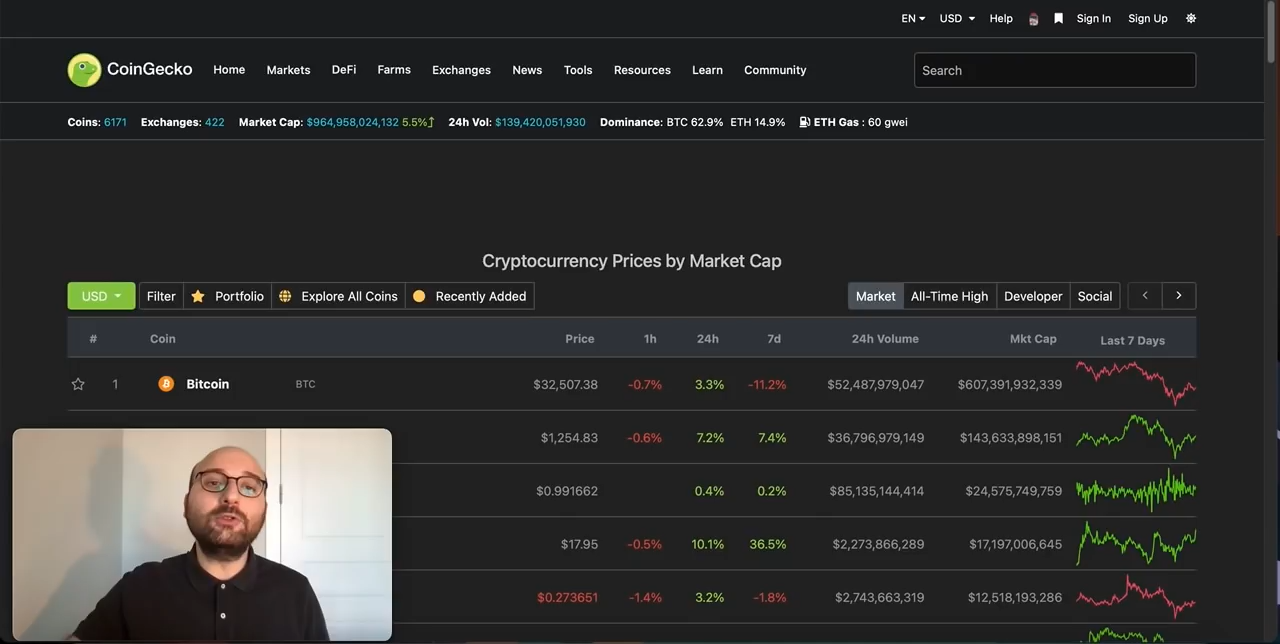 EN USD Help Sign In Sign Up
CoinGecko Home Markets DeFi Farms Exchanges News Tools Resources Learn Community Search
Coins: 6171 Exchanges: 422 Market Cap: $964,958,024,132 5.5% 24h Vol: $139,420,051,930 Dominance: BTC 62.9% ETH 14.9% ETH Gas : 60 gwei
Cryptocurrency Prices by Market Cap
USD Filter Portfolio Explore All Coins Recently Added Market All-Time High Developer Social
# Coin Price 1h 24h 7d 24h Volume Mkt Cap Last 7 Days
1 Bitcoin BTC $32,507.38 -0.7% 3.3% -11.2% $52,487,979,047 $607,391,932,339
$1,254.83 -0.6% 7.2% 7.4% $36,796,979,149 $143,633,898,151
$0.991662 0.4% 0.2% $85,135,144,414 $24,575,749,759
$17.95 -0.5% 10.1% 36.5% $2,273,866,289 $17,197,006,645
$0.273651 -1.4% 3.2% -1.8% $2,743,663,319 $12,518,193,286